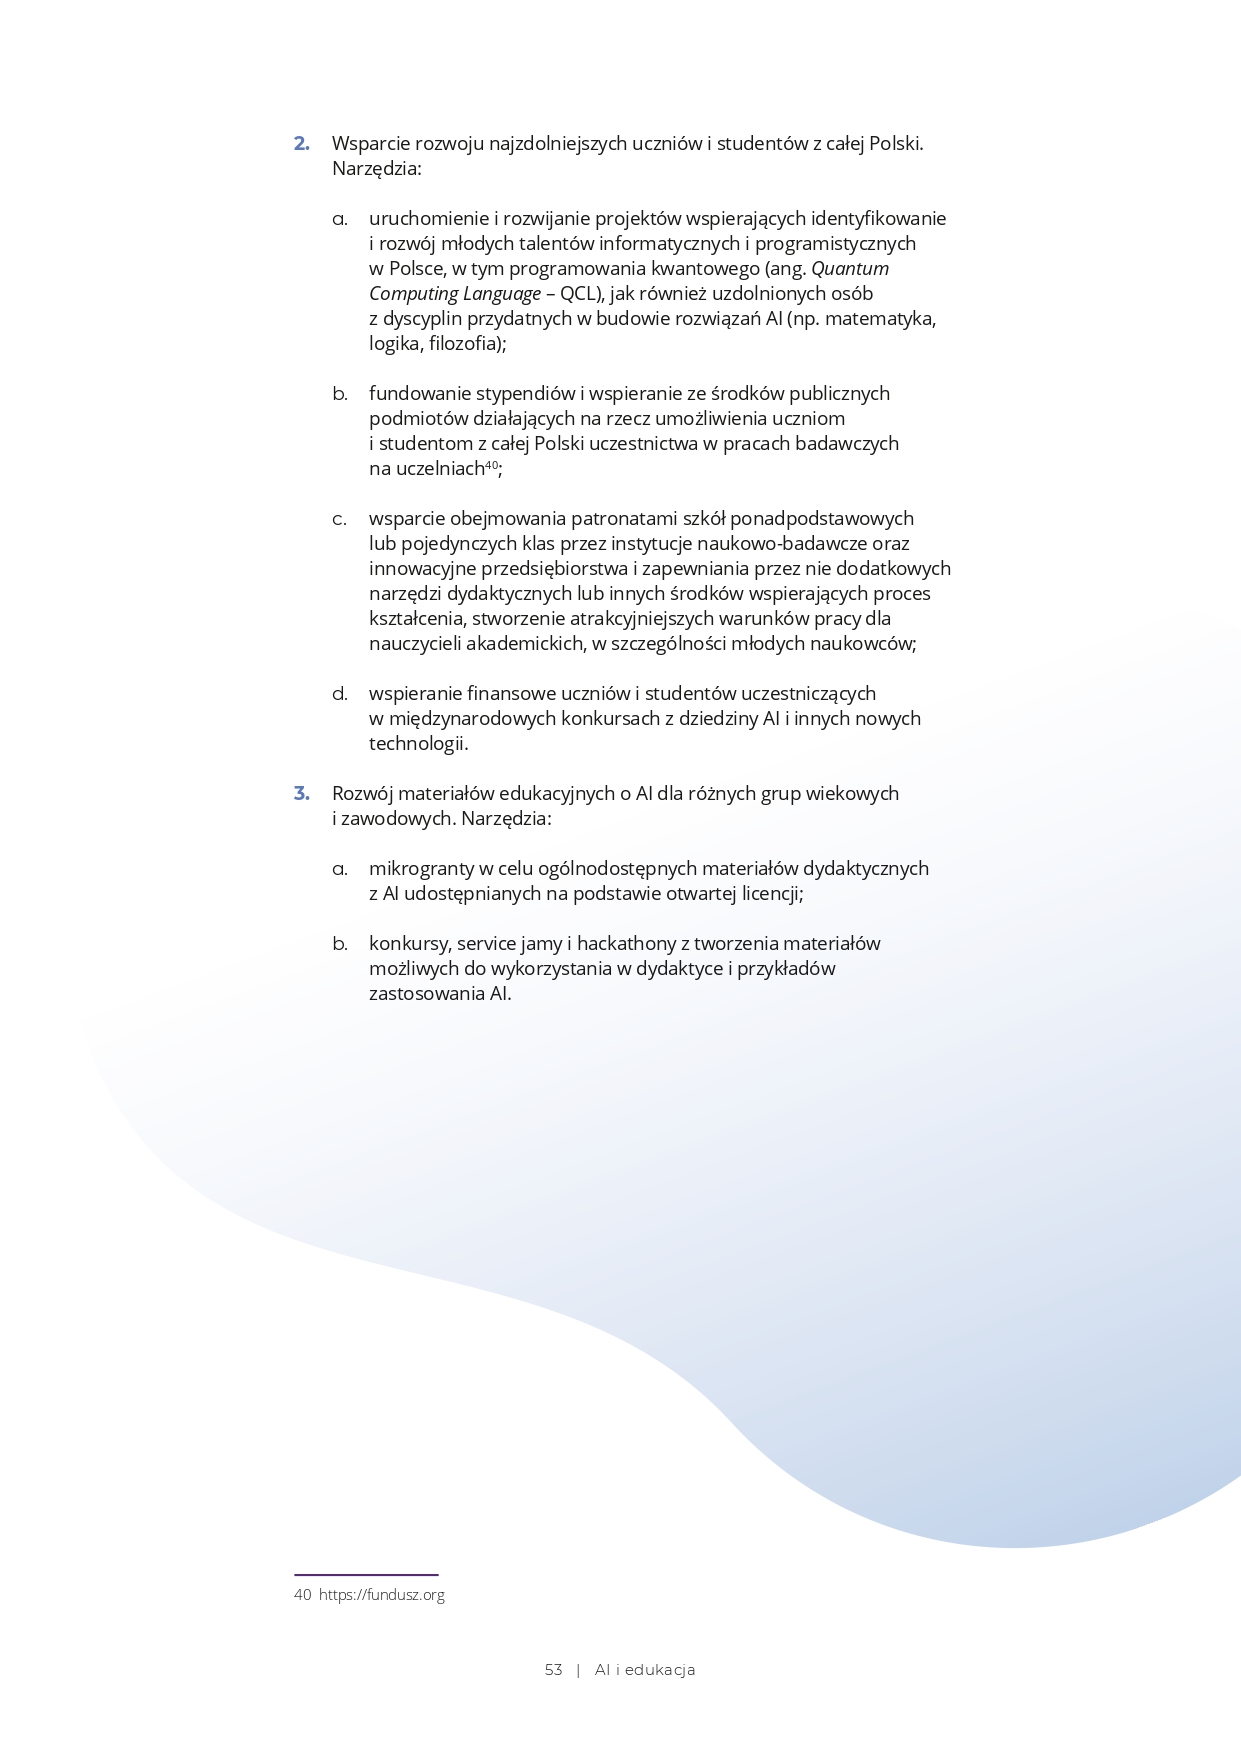 2. Wsparcie rozwoju najzdolniejszych uczniów i studentów z całej Polski.
Narzędzia:
a. uruchomienie i rozwijanie projektów wspierających identyfikowanie
i rozwój młodych talentów informatycznych i programistycznych
w Polsce, w tym programowania kwantowego (ang. Quantum
Computing Language – QCL), jak również uzdolnionych osób
z dyscyplin przydatnych w budowie rozwiązań AI (np. matematyka,
logika, filozofia);
b. fundowanie stypendiów i wspieranie ze środków publicznych
podmiotów działających na rzecz umożliwienia uczniom
i studentom z całej Polski uczestnictwa w pracach badawczych
na uczelniach⁴⁰;
c. wsparcie obejmowania patronatami szkół ponadpodstawowych
lub pojedynczych klas przez instytucje naukowo-badawcze oraz
innowacyjne przedsiębiorstwa i zapewniania przez nie dodatkowych
narzędzi dydaktycznych lub innych środków wspierających proces
kształcenia, stworzenie atrakcyjniejszych warunków pracy dla
nauczycieli akademickich, w szczególności młodych naukowców;
d. wspieranie finansowe uczniów i studentów uczestniczących
w międzynarodowych konkursach z dziedziny AI i innych nowych
technologii.
3. Rozwój materiałów edukacyjnych o AI dla różnych grup wiekowych
i zawodowych. Narzędzia:
a. mikrogranty w celu ogólnodostępnych materiałów dydaktycznych
z AI udostępnianych na podstawie otwartej licencji;
b. konkursy, service jamy i hackathony z tworzenia materiałów
możliwych do wykorzystania w dydaktyce i przykładów
zastosowania AI.
40 https://fundusz.org
53 | AI i edukacja